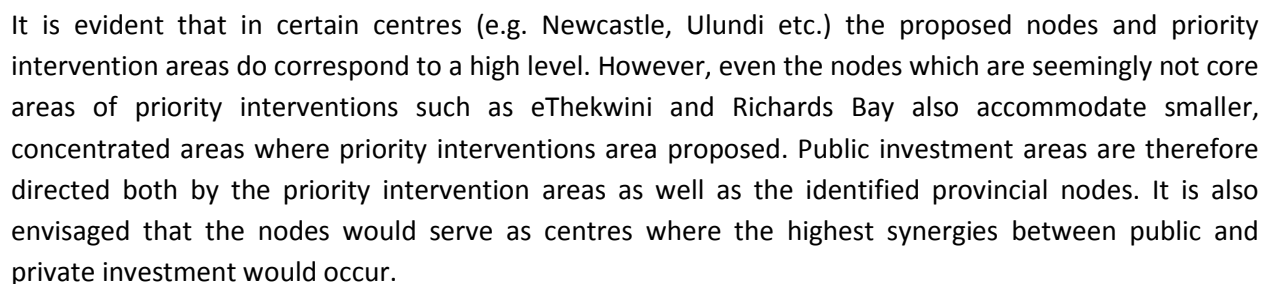 It is evident that in certain centres (e.g. Newcastle, Ulundi etc.) the proposed nodes and priority
intervention areas do correspond to a high level. However, even the nodes which are seemingly not core
areas of priority interventions such as eThekwini and Richards Bay also accommodate smaller,
concentrated areas where priority interventions area proposed. Public investment areas are therefore
directed both by the priority intervention areas as well as the identified provincial nodes. It is also
envisaged that the nodes would serve as centres where the highest synergies between public and
private investment would occur.